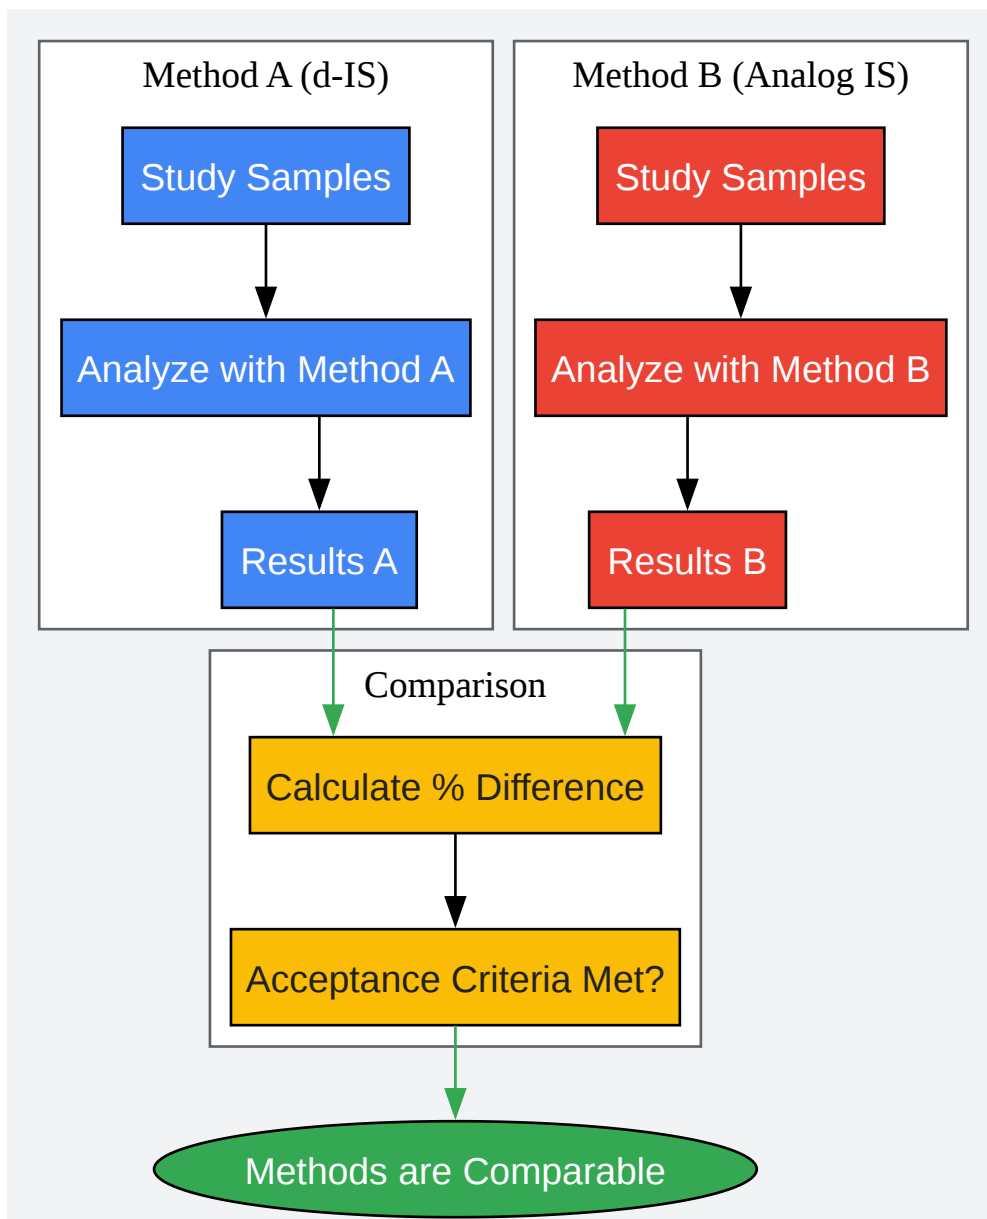 Method A (d-IS)
Study Samples
Analyze with Method A
Results A
Method B (Analog IS)
Study Samples
Analyze with Method B
Results B
Comparison
Calculate % Difference
Acceptance Criteria Met?
Methods are Comparable